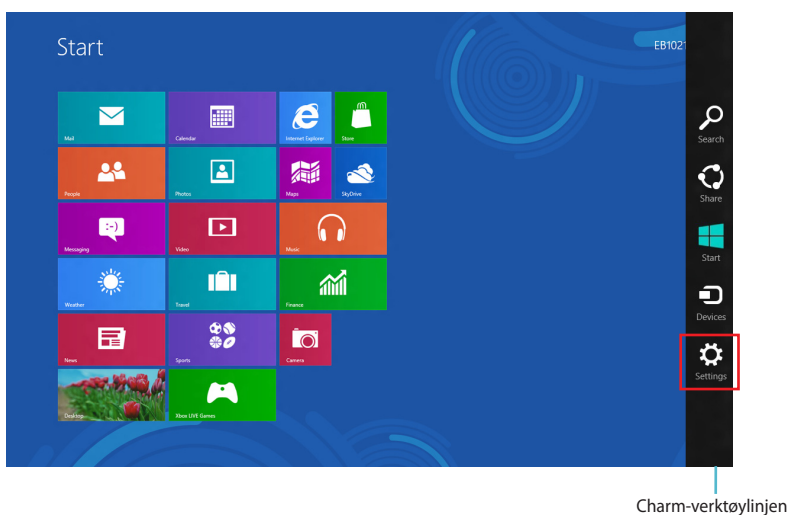 Start
EB1021
Mail
Calendar
Internet Explorer
Store
People
Photos
Maps
SkyDrive
Messaging
Video
Music
Weather
Travel
Finance
News
Sports
Camera
Desktop
Xbox LIVE Games
Search
Share
Start
Devices
Settings
Charm-verktøylinjen